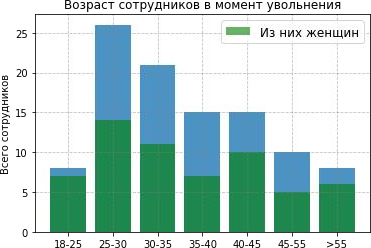 Возраст сотрудников в момент увольнения
Из них женщин
Всего сотрудников
25
20
15
10
5
0
18-25 25-30 30-35 35-40 40-45 45-55 >55